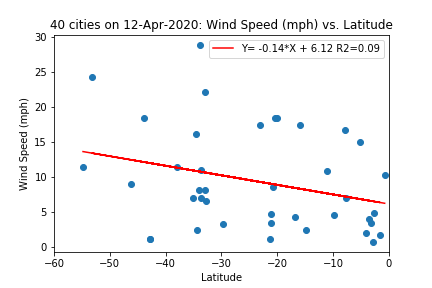 40 cities on 12-Apr-2020: Wind Speed (mph) vs. Latitude
Y= -0.14*X + 6.12 R2=0.09
30
25
20
15
10
5
0
Wind Speed (mph)
−60 −50 −40 −30 −20 −10 0
Latitude